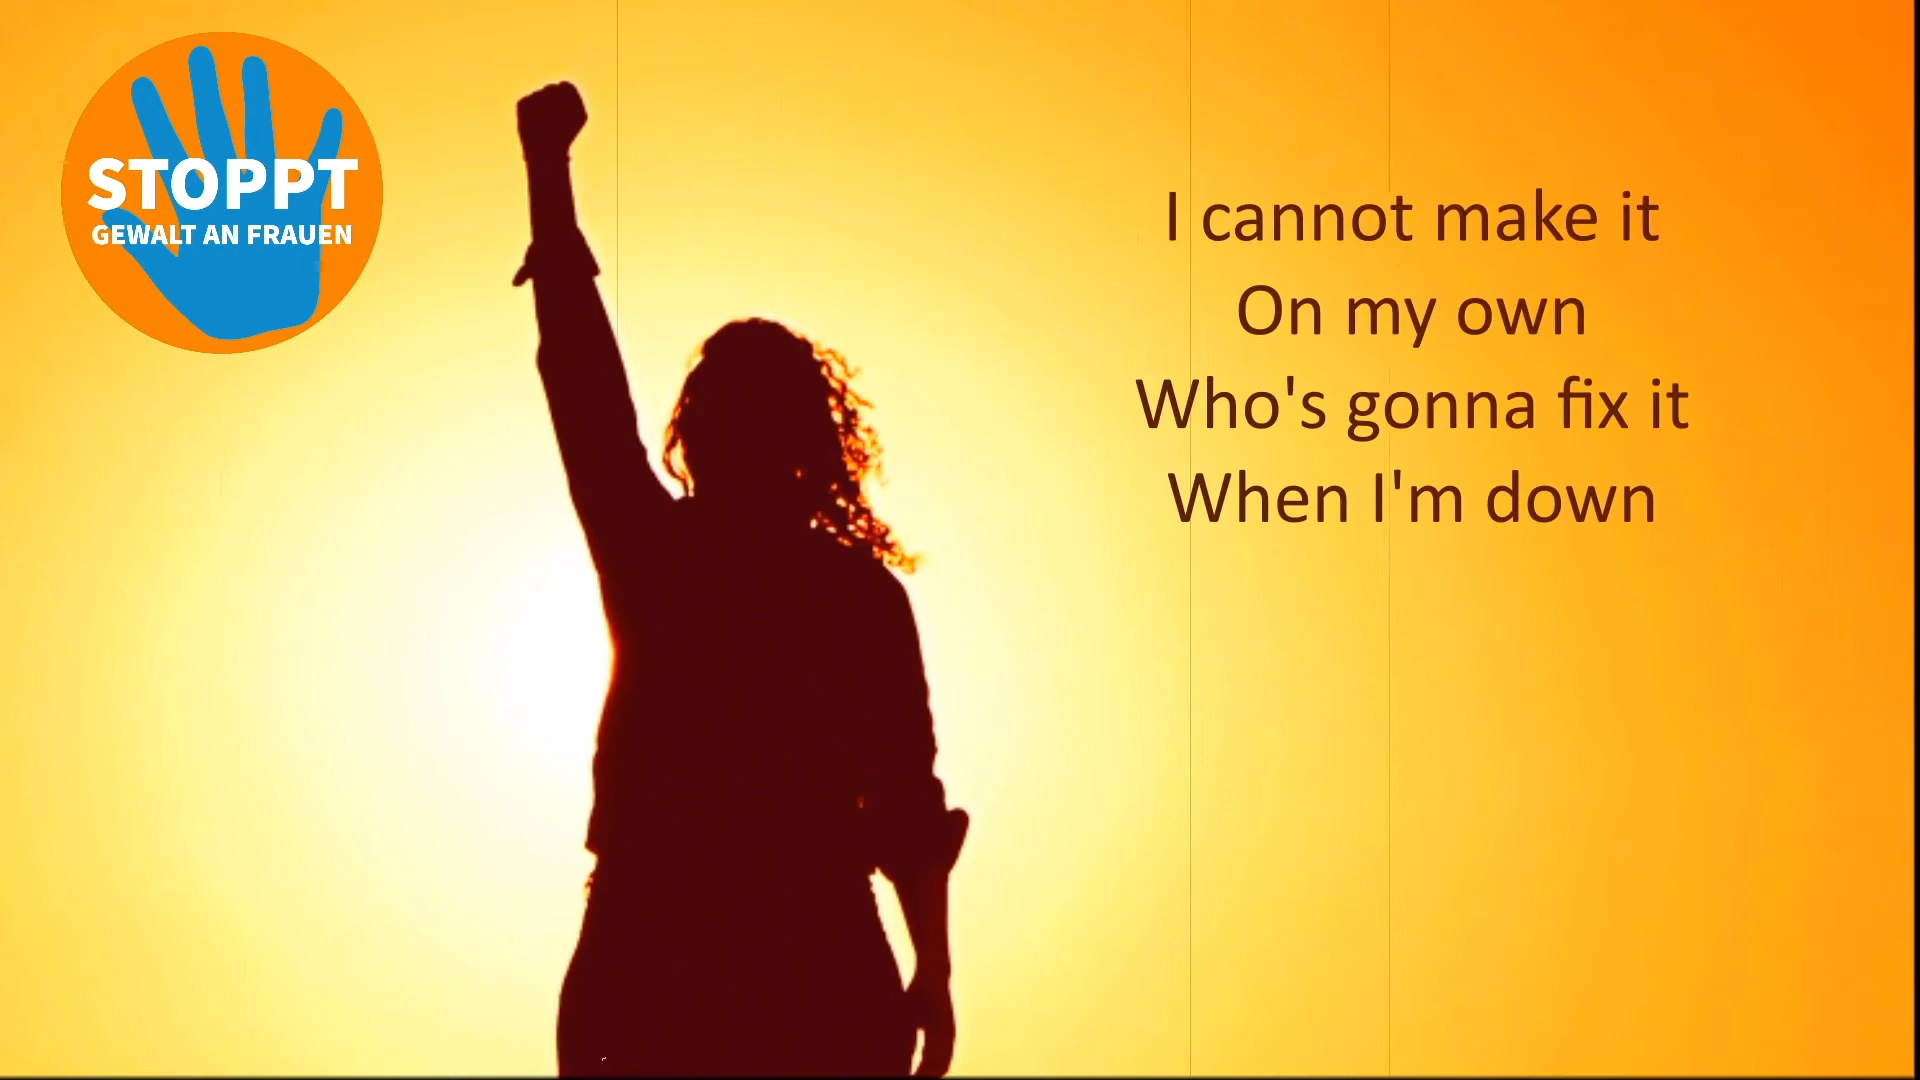 STOPPT
GEWALT AN FRAUEN
I cannot make it
On my own
Who's gonna fix it
When I'm down